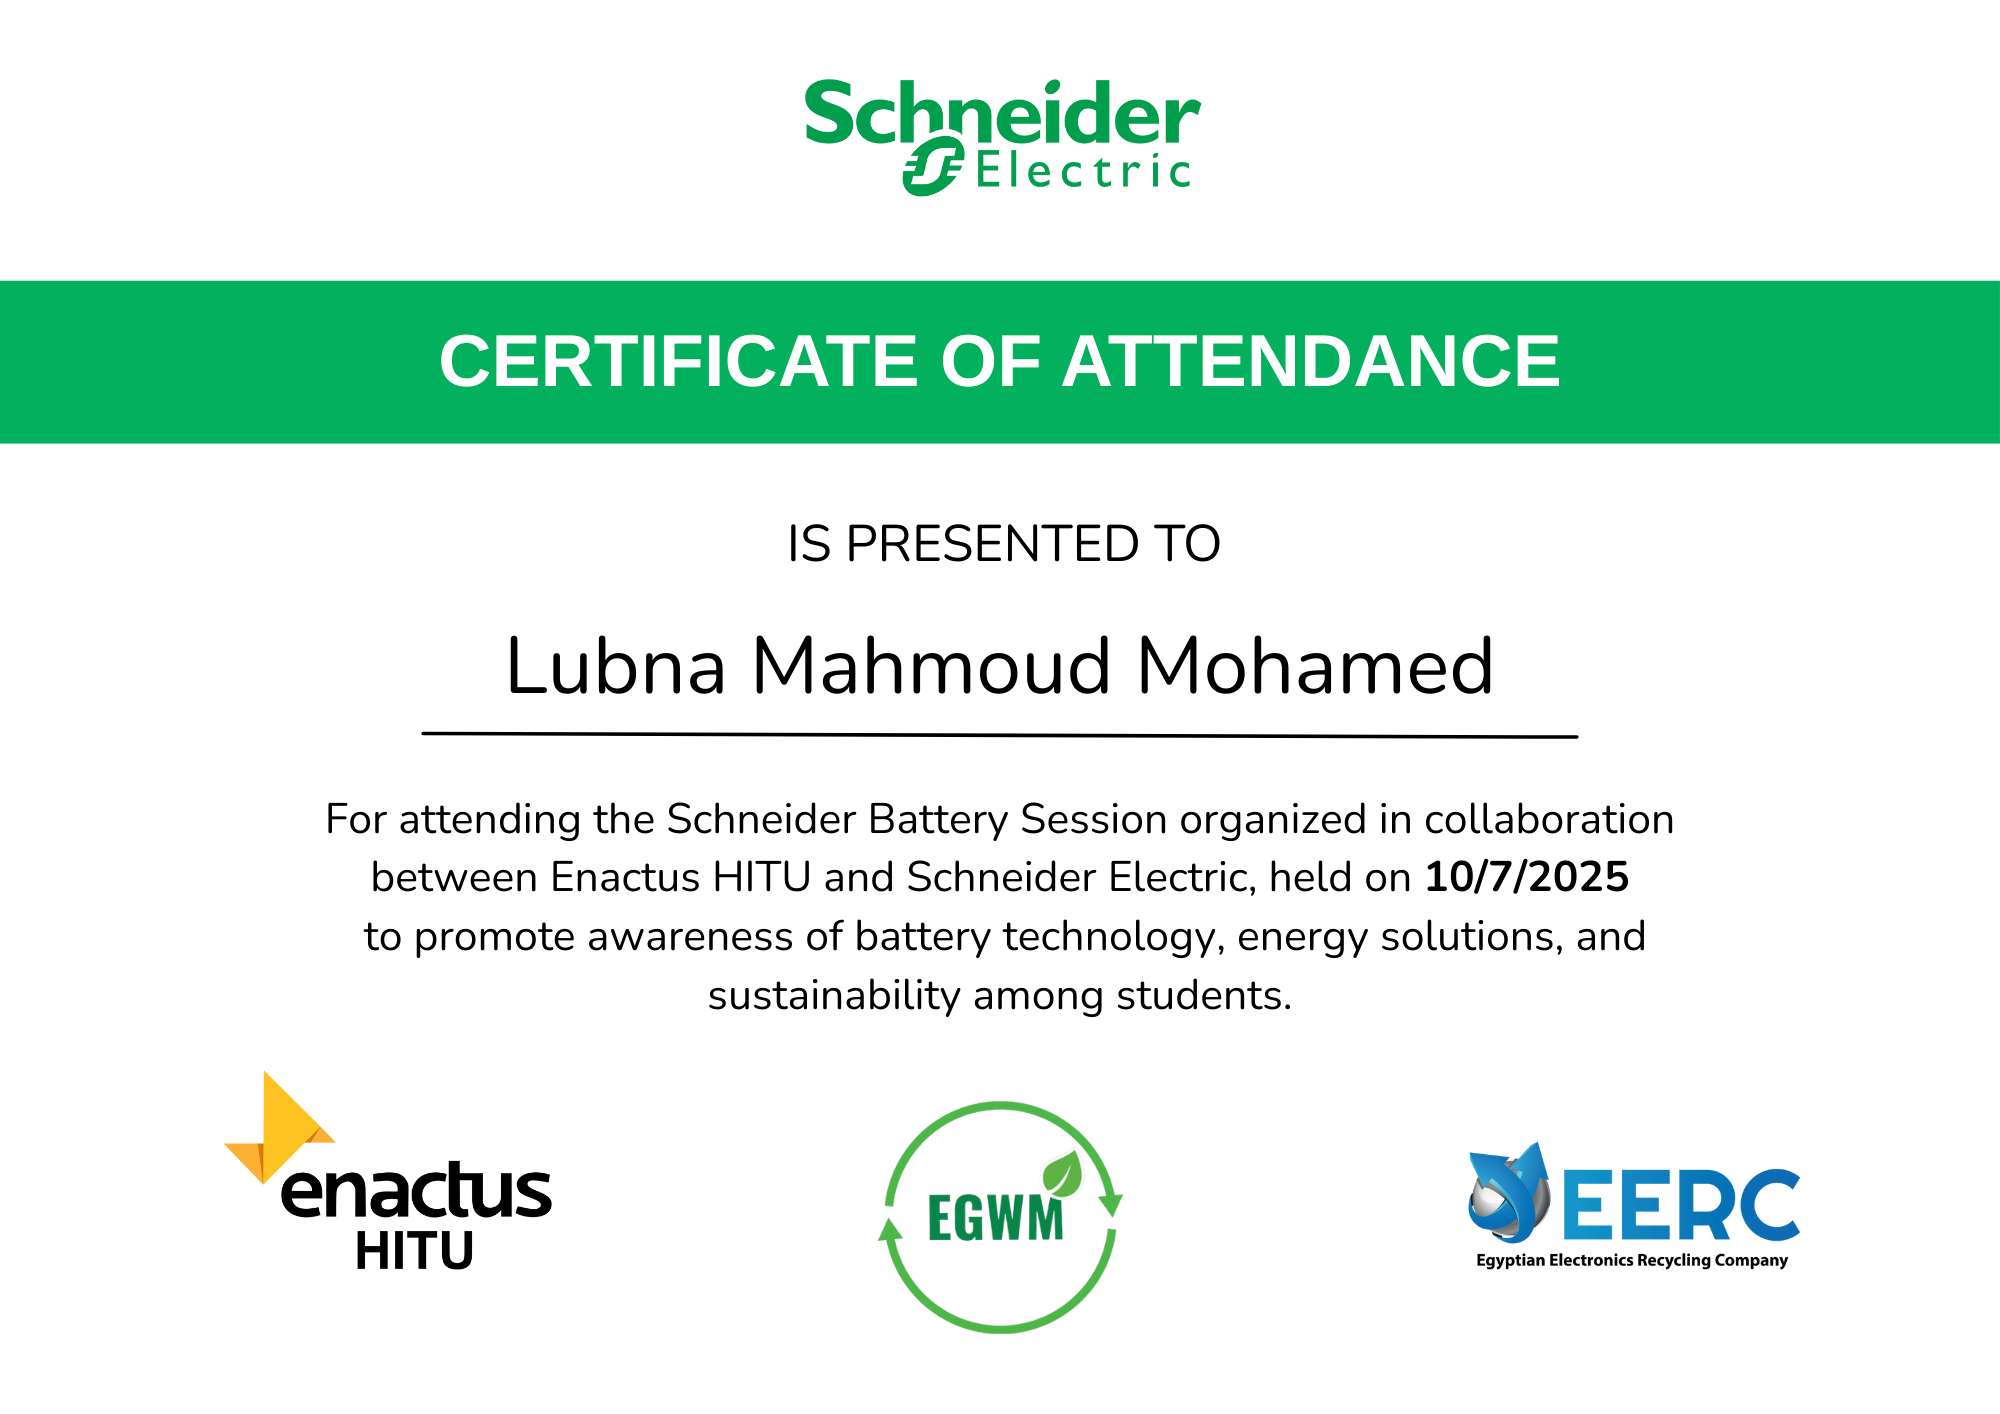 Schneider
Electric
CERTIFICATE OF ATTENDANCE
IS PRESENTED TO
Lubna Mahmoud Mohamed
For attending the Schneider Battery Session organized in collaboration
between Enactus HITU and Schneider Electric, held on 10/7/2025
to promote awareness of battery technology, energy solutions, and
sustainability among students.
enactus
HITU
EGWM
EERC
Egyptian Electronics Recycling Company